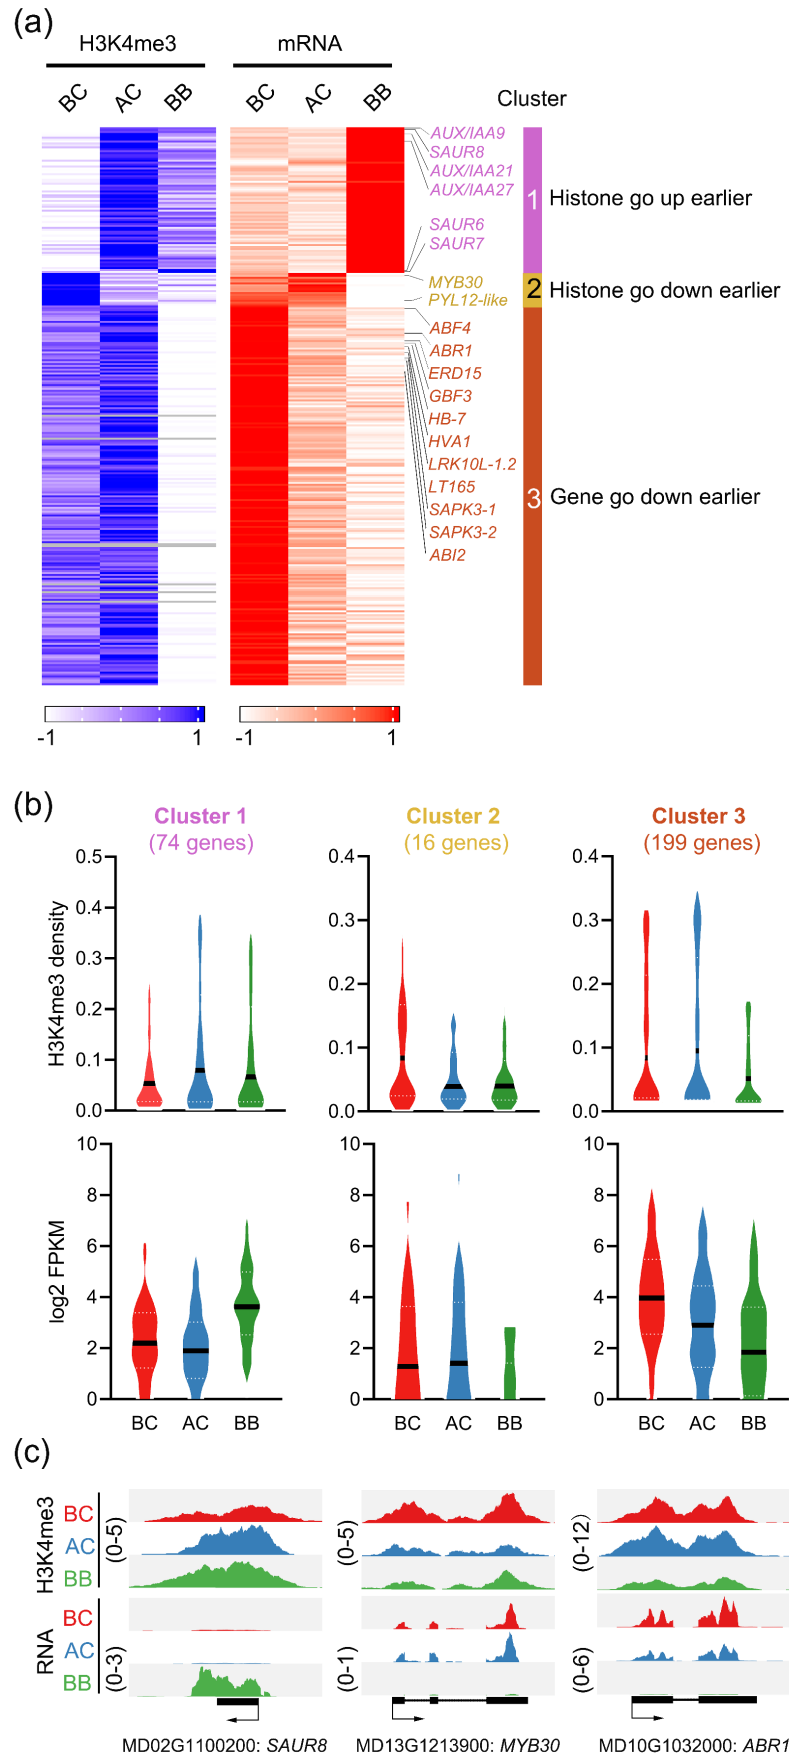 (a)
H3K4me3 mRNA
BC AC BB BC AC BB
Cluster
AUX/IAA9
SAUR8
AUX/IAA21
AUX/IAA27
1 Histone go up earlier
SAUR6
SAUR7
MYB30
2 Histone go down earlier
PYL12-like
ABF4
ABR1
ERD15
GBF3
HB-7
HVA1
LRK10L-1.2
LT165
3 Gene go down earlier
SAPK3-1
SAPK3-2
ABI2
-1 1 -1 1
(b)
Cluster 1 Cluster 2 Cluster 3
(74 genes) (16 genes) (199 genes)
H3K4me3 density
0.5
0.4
0.3
0.2
0.1
0.0
0.4
0.3
0.2
0.1
0.0
0.4
0.3
0.2
0.1
0.0
log2 FPKM
10
8
6
4
2
0
10
8
6
4
2
0
10
8
6
4
2
0
BC AC BB BC AC BB BC AC BB
(c)
H3K4me3
BC
AC
BB
(0-5) (0-5) (0-12)
RNA
BC
AC
BB
(0-3) (0-1) (0-6)
MD02G1100200: SAUR8 MD13G1213900: MYB30 MD10G1032000: ABR1